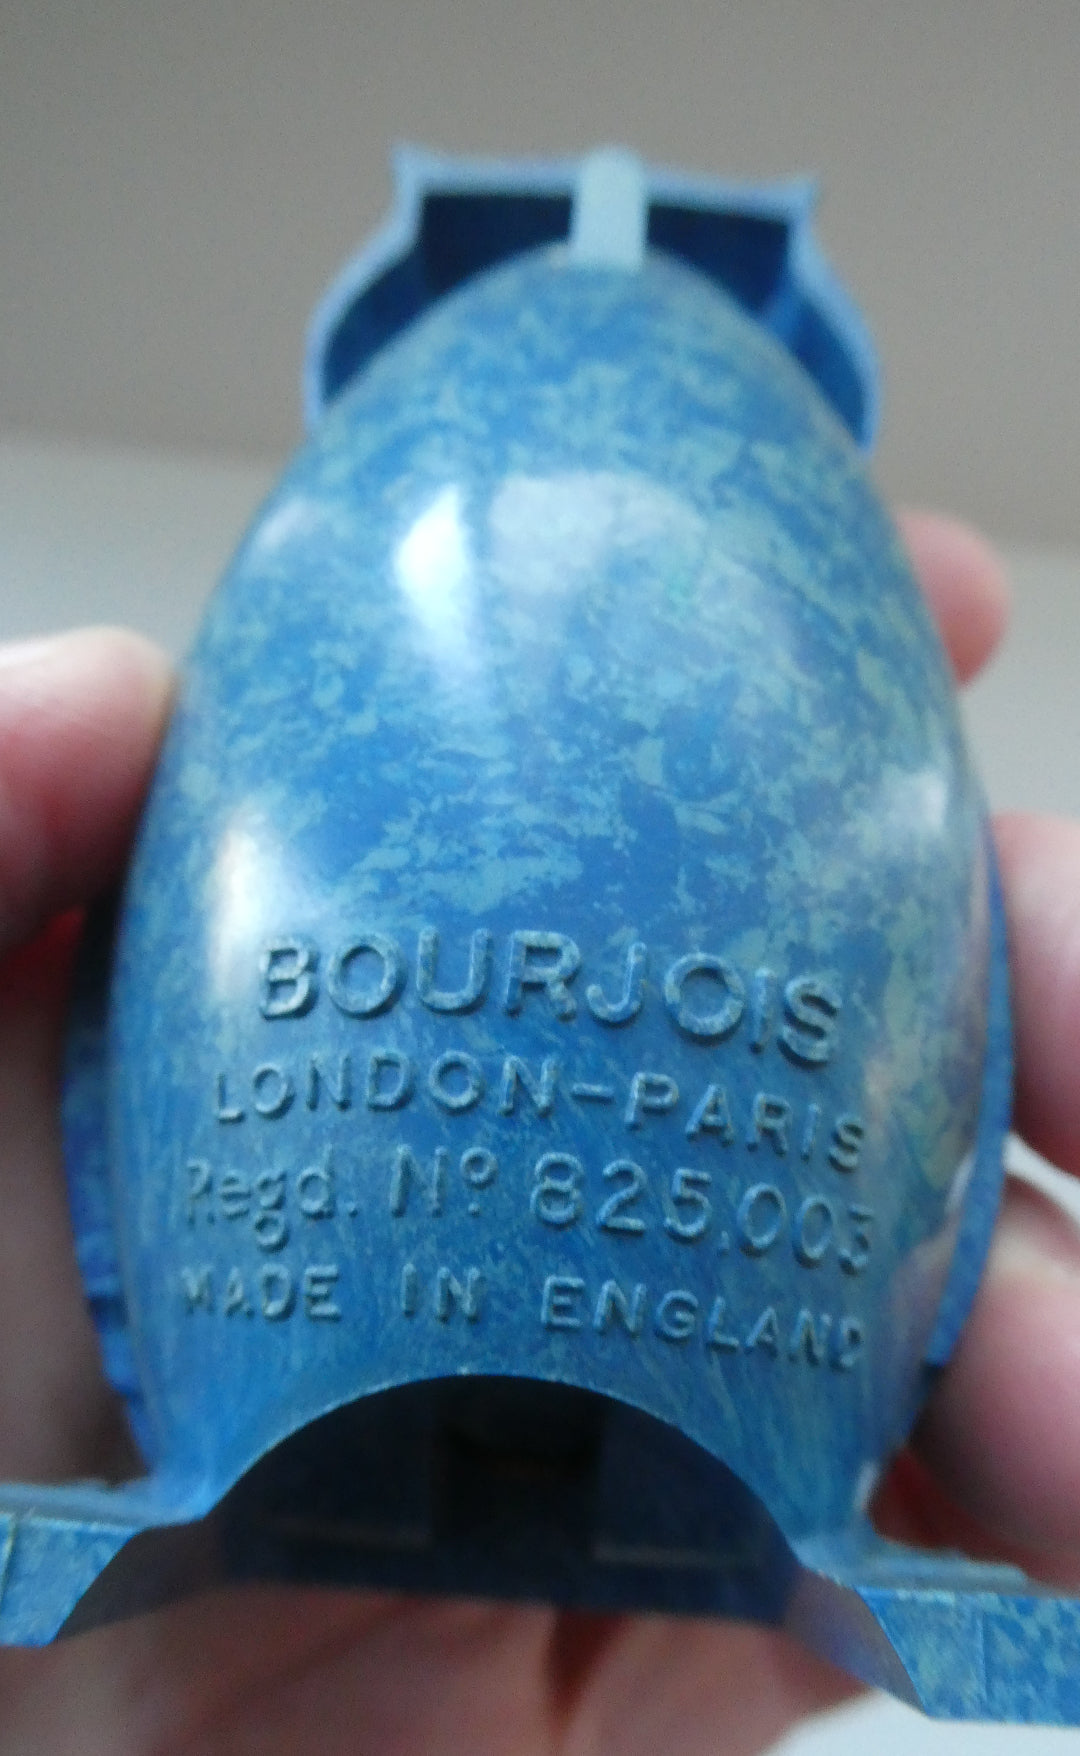 BOURJOIS
LONDON-PARIS
Regd. Nº 825,003
MADE IN ENGLAND